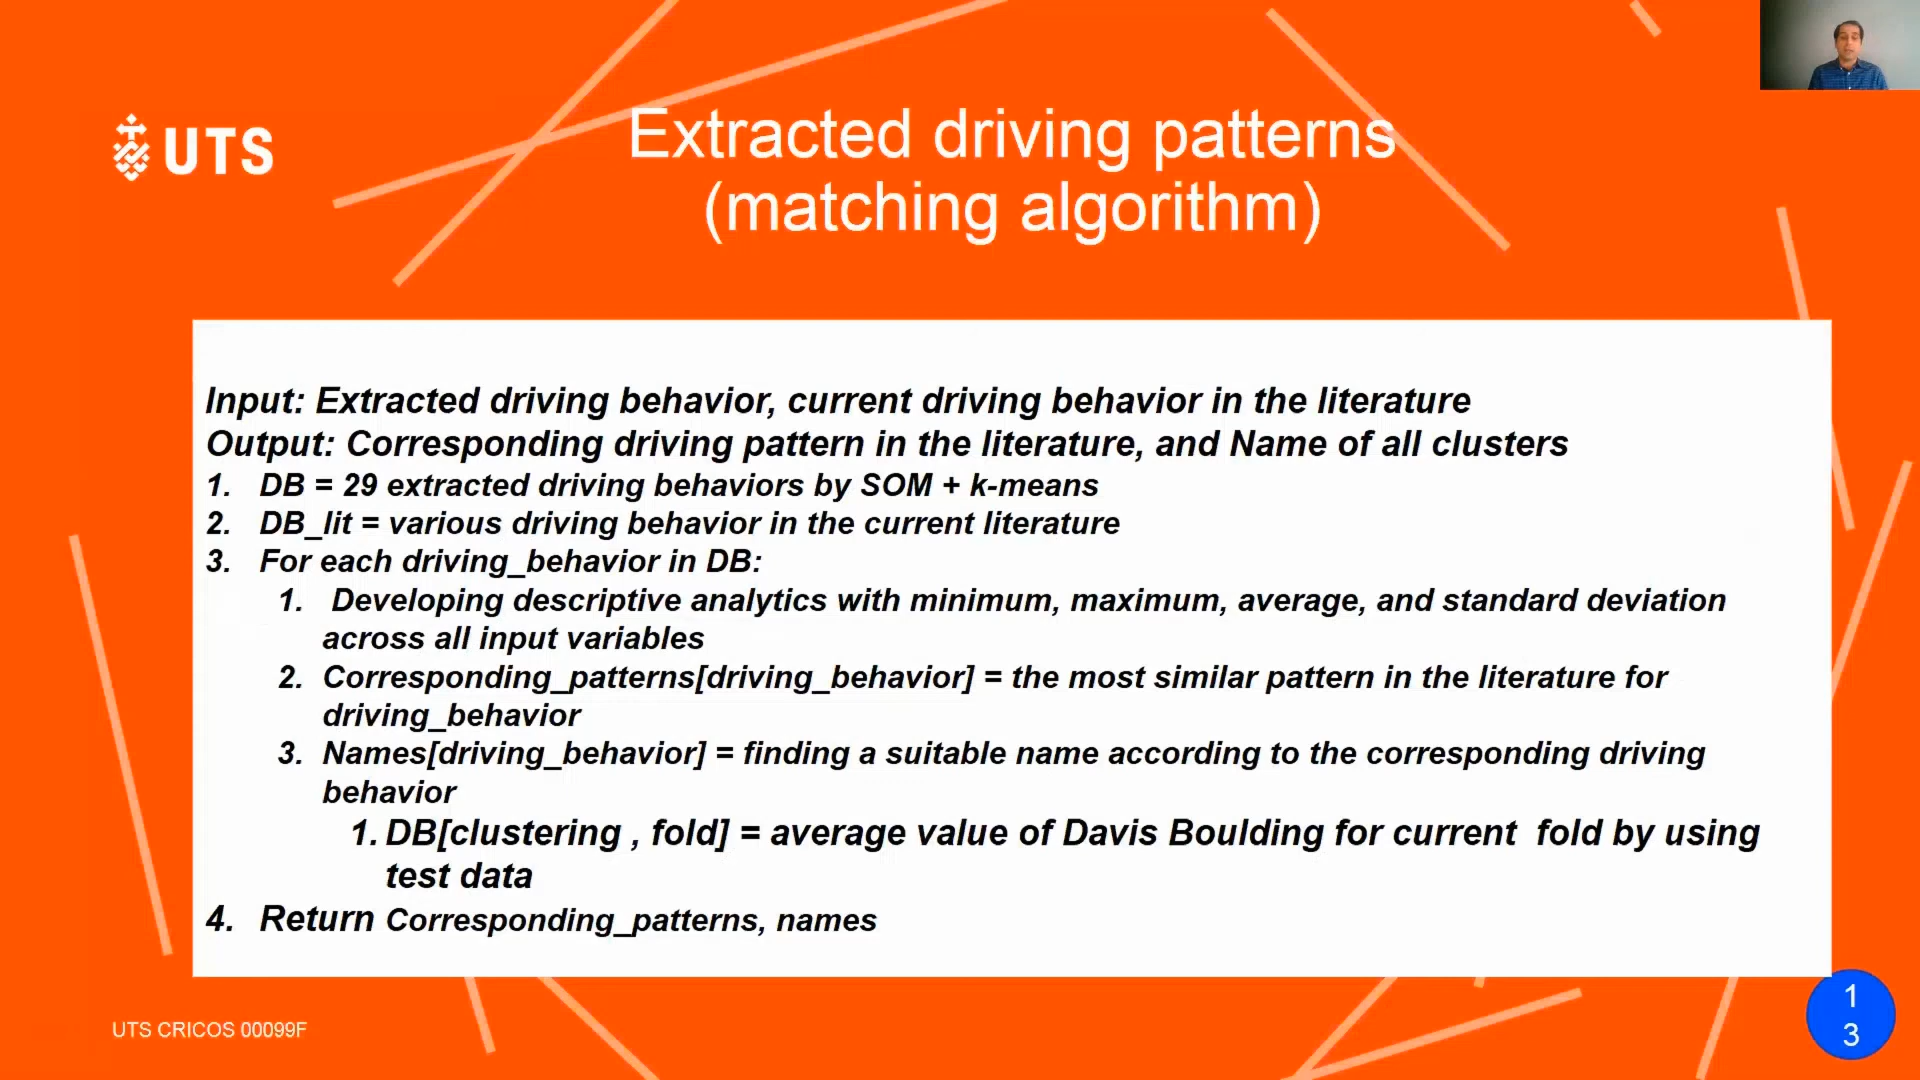 UTS
Extracted driving patterns
(matching algorithm)
Input: Extracted driving behavior, current driving behavior in the literature
Output: Corresponding driving pattern in the literature, and Name of all clusters
1. DB = 29 extracted driving behaviors by SOM + k-means
2. DB_lit = various driving behavior in the current literature
3. For each driving_behavior in DB:
1. Developing descriptive analytics with minimum, maximum, average, and standard deviation
across all input variables
2. Corresponding_patterns[driving_behavior] = the most similar pattern in the literature for
driving_behavior
3. Names[driving_behavior] = finding a suitable name according to the corresponding driving
behavior
1. DB[clustering , fold] = average value of Davis Boulding for current fold by using
test data
4. Return Corresponding_patterns, names
UTS CRICOS 00099F
1
3